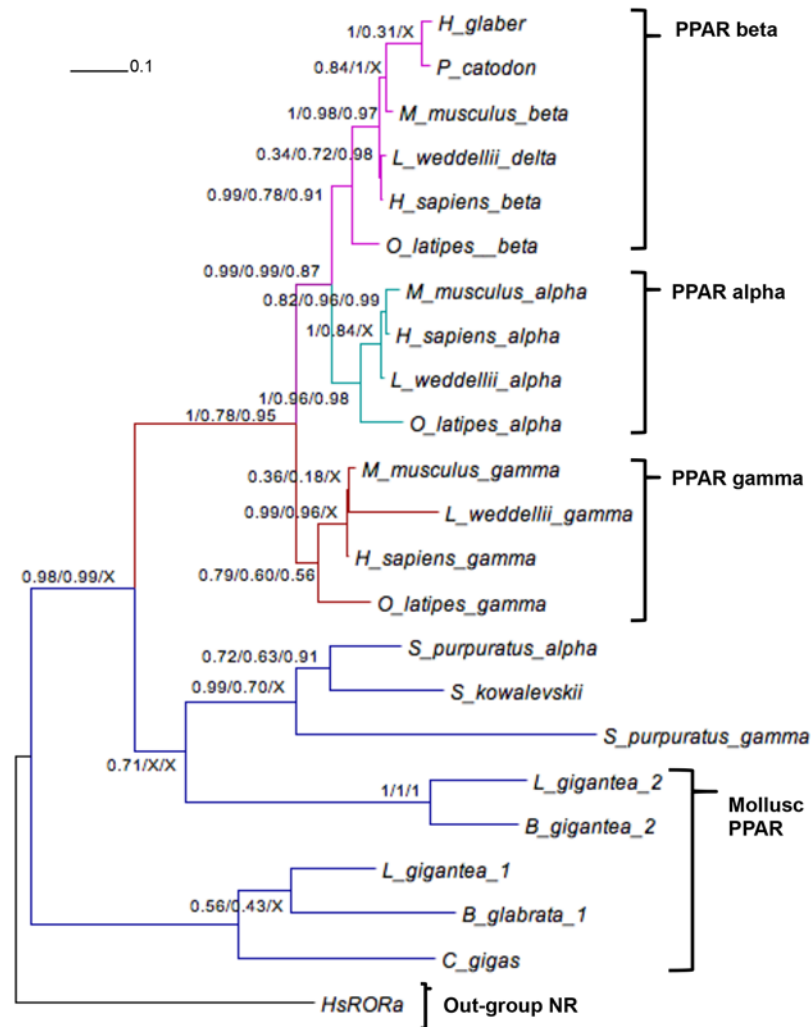 H_glaber
1/0.31/X
PPAR beta
0.1
0.84/1/X
P_catodon
1/0.98/0.97
M_musculus_beta
0.34/0.72/0.98
L_weddellii_delta
0.99/0.78/0.91
H_sapiens_beta
O_latipes__beta
0.99/0.99/0.87
PPAR alpha
0.82/0.96/0.99
M_musculus_alpha
1/0.84/X
H_sapiens_alpha
L_weddellii_alpha
1/0.96/0.98
1/0.78/0.95
O_latipes_alpha
0.36/0.18/X
M_musculus_gamma
PPAR gamma
0.99/0.96/X
L_weddellii_gamma
H_sapiens_gamma
0.98/0.99/X
0.79/0.60/0.56
O_latipes_gamma
0.72/0.63/0.91
S_purpuratus_alpha
0.99/0.70/X
S_kowalevskii
S_purpuratus_gamma
0.71/X/X
1/1/1
L_gigantea_2
Mollusc
PPAR
B_gigantea_2
L_gigantea_1
0.56/0.43/X
B_glabrata_1
C_gigas
HsRORa
Out-group NR